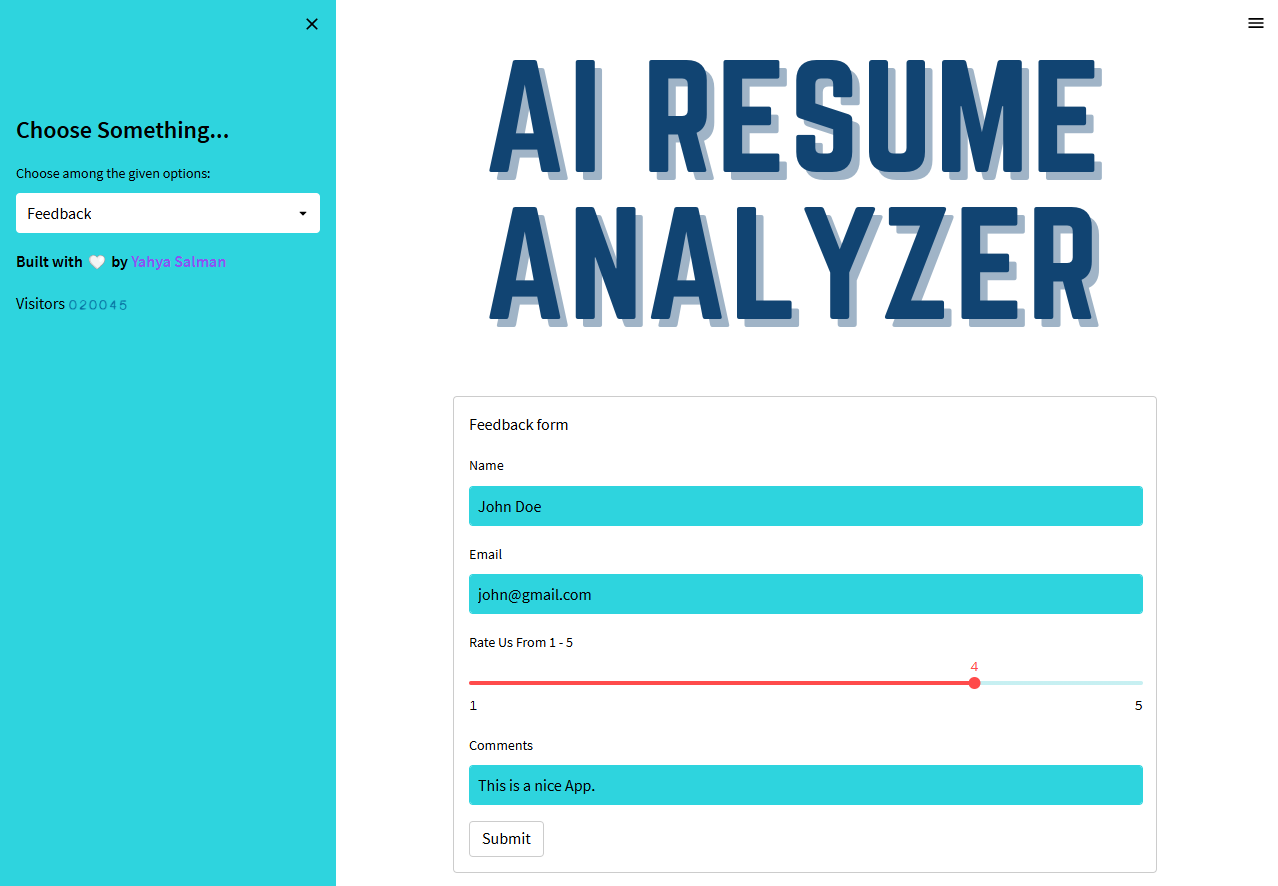 Choose Something...
Choose among the given options:
Feedback
Built with 🤍 by Yahya Salman
Visitors 020045
AI RESUME
ANALYZER
Feedback form
Name
John Doe
Email
john@gmail.com
Rate Us From 1 - 5
4
1 5
Comments
This is a nice App.
Submit